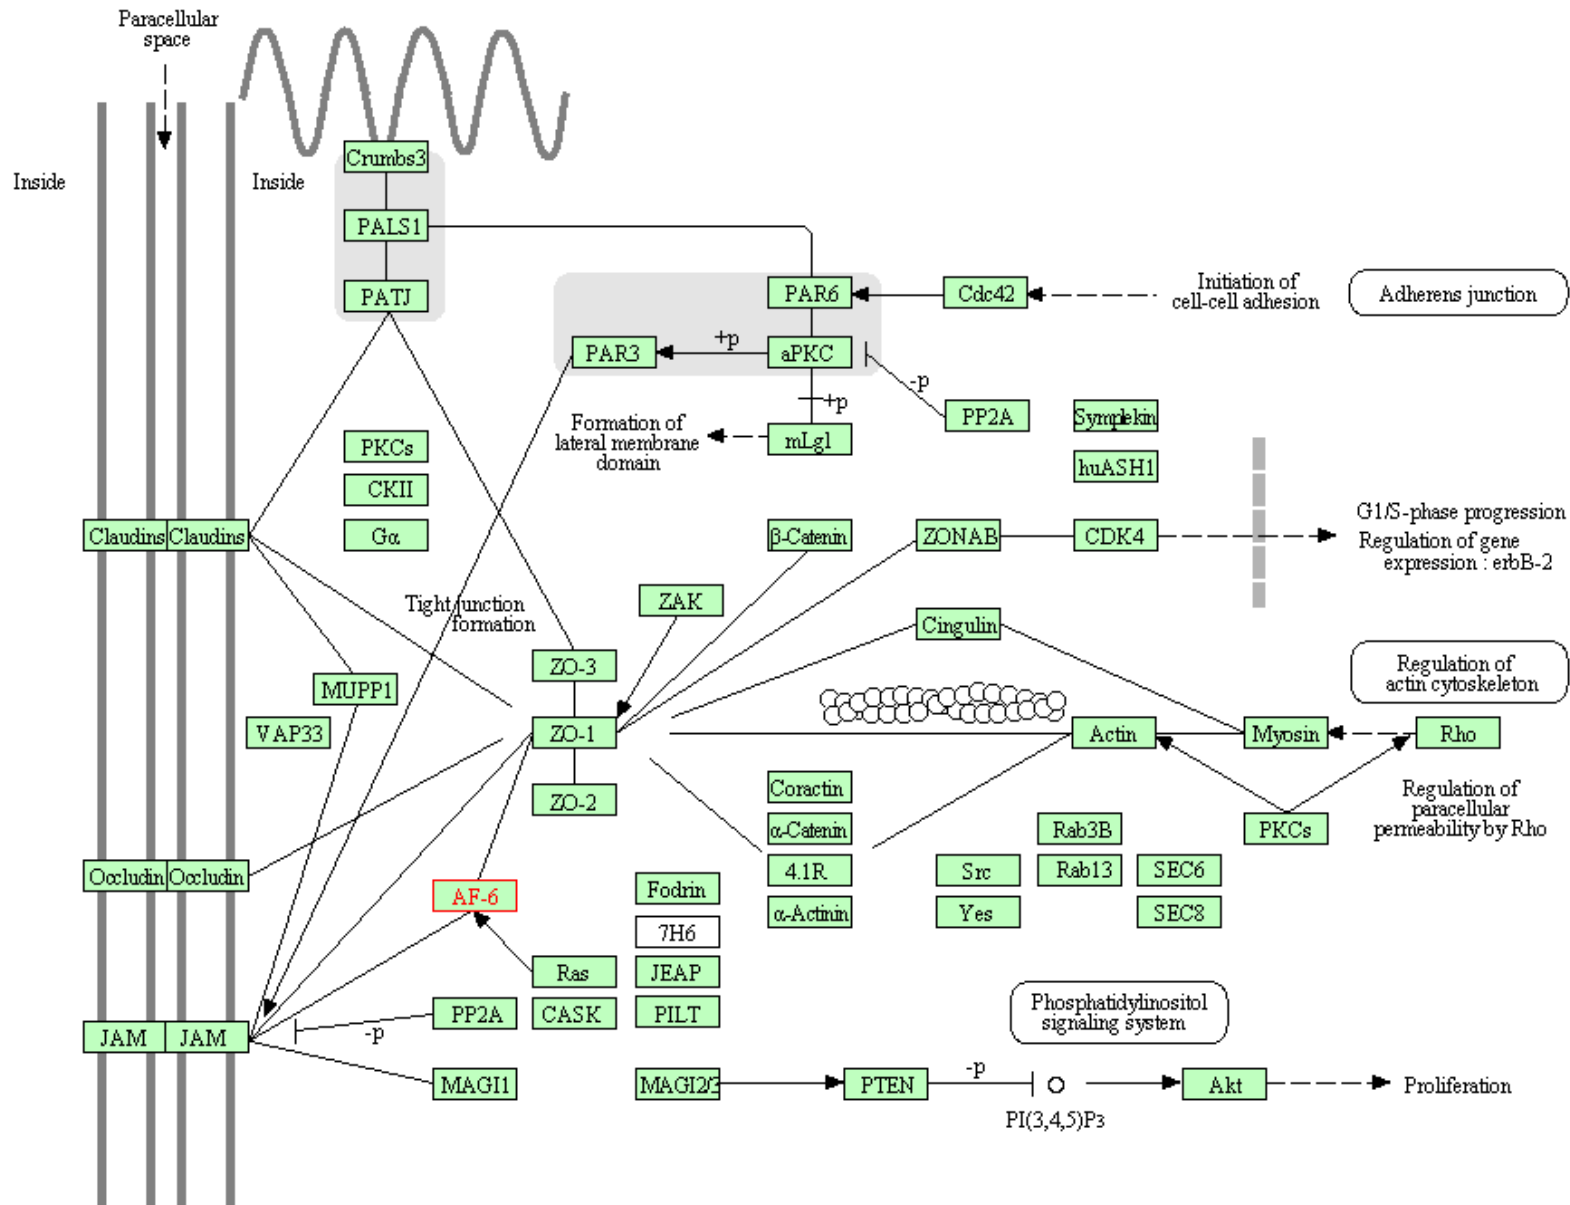 Paracellular
space
Inside
Inside
Crumbs3
PALS1
PATJ
PAR6
Cdc42
Initiation of
cell-cell adhesion
Adherens junction
PAR3
+p
aPKC
-p
+p
PP2A
Symplekin
Formation of
lateral membrane
domain
mLgl
PKCs
huASH1
CKII
Claudins
Claudins
Gα
β-Catenin
ZONAB
CDK4
G1/S-phase progression
Regulation of gene
expression : erbB-2
Tight junction
formation
ZAK
Cingulin
ZO-3
MUPP1
Regulation of
actin cytoskeleton
VAP33
ZO-1
Actin
Myosin
Rho
ZO-2
Coractin
α-Catenin
Rab3B
PKCs
Regulation of
paracellular
permeability by Rho
Occludin
Occludin
AF-6
Fodrin
4.1R
Src
Rab13
SEC6
7H6
α-Actinin
Yes
SEC8
Ras
JEAP
PP2A
CASK
PILT
Phosphatidylinositol
signaling system
JAM
JAM
-p
MAGI1
MAGI2/3
PTEN
-p
Akt
Proliferation
PI(3,4,5)P3